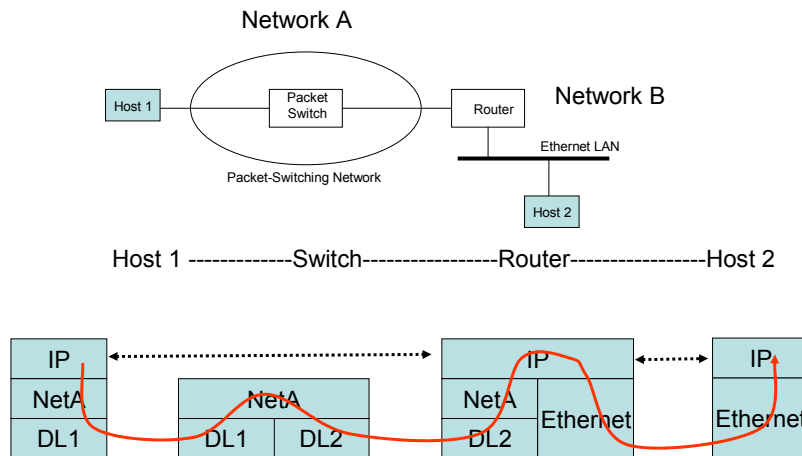 Network A
Host 1
Packet
Switch
Router
Network B
Ethernet LAN
Packet-Switching Network
Host 2
Host 1 -------------Switch----------------Router-----------------Host 2
IP
IP
IP
NetA
NetA
NetA
Ethernet
Ethernet
DL1
DL1
DL2
DL2